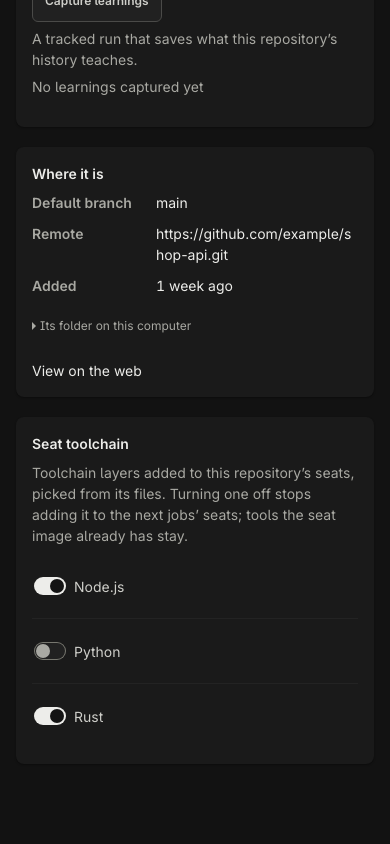 Capture learnings
A tracked run that saves what this repository's
history teaches.
No learnings captured yet
Where it is
Default branch main
Remote https://github.com/example/s
hop-api.git
Added 1 week ago
Its folder on this computer
View on the web
Seat toolchain
Toolchain layers added to this repository's seats,
picked from its files. Turning one off stops
adding it to the next jobs' seats; tools the seat
image already has stay.
Node.js
Python
Rust